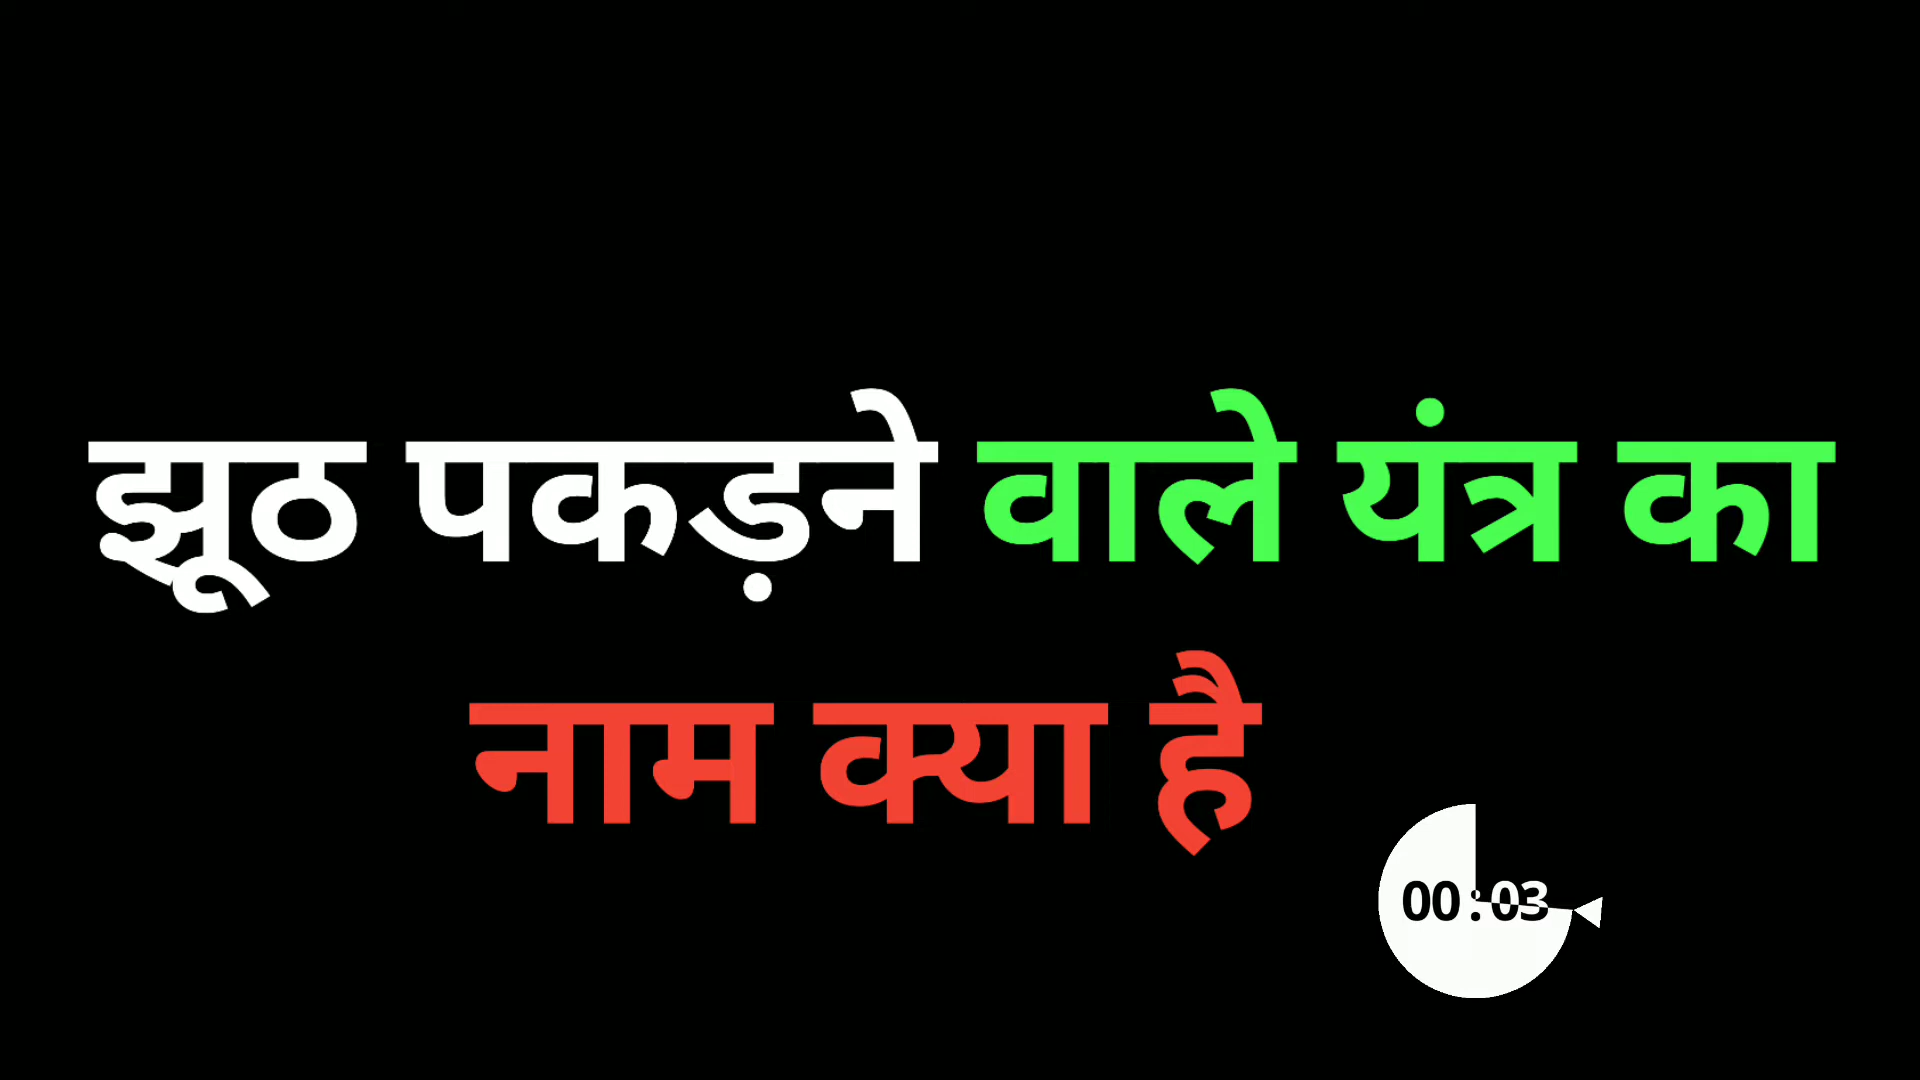 झूठ पकड़ने वाले यंत्र का
नाम क्या है
00:03